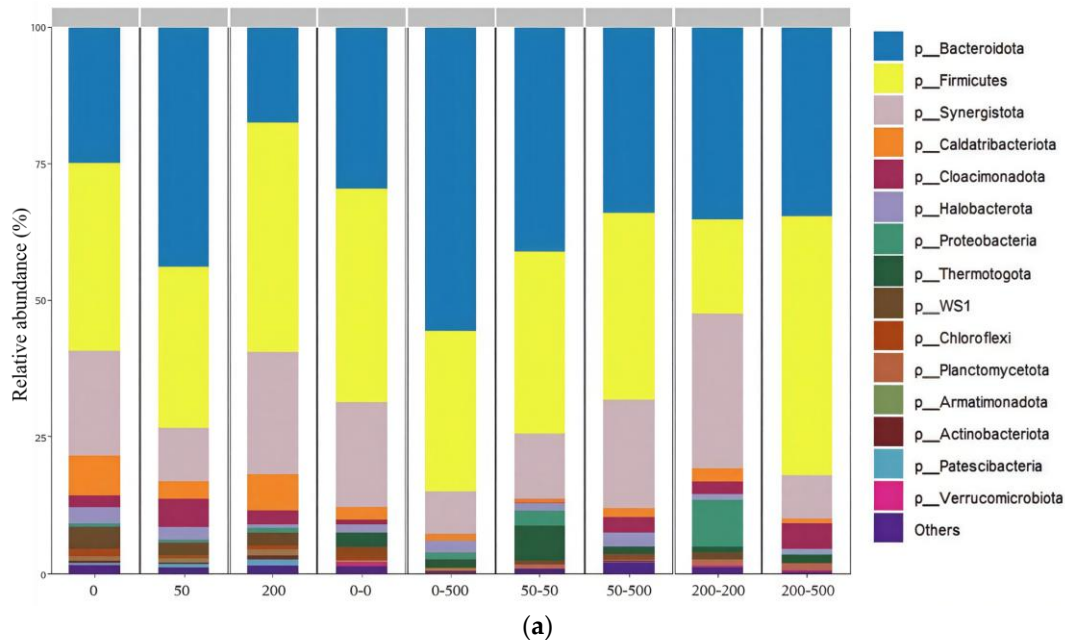 100
75
50
25
0
Relative abundance (%)
0 50 200 0-0 0-500 50-50 50-500 200-200 200-500
p__Bacteroidota
p__Firmicutes
p__Synergistota
p__Caldatribacteriota
p__Cloacimonadota
p__Halobacterota
p__Proteobacteria
p__Thermotogota
p__WS1
p__Chloroflexi
p__Planctomycetota
p__Armatimonadota
p__Actinobacteriota
p__Patescibacteria
p__Verrucomicrobiota
Others
(a)